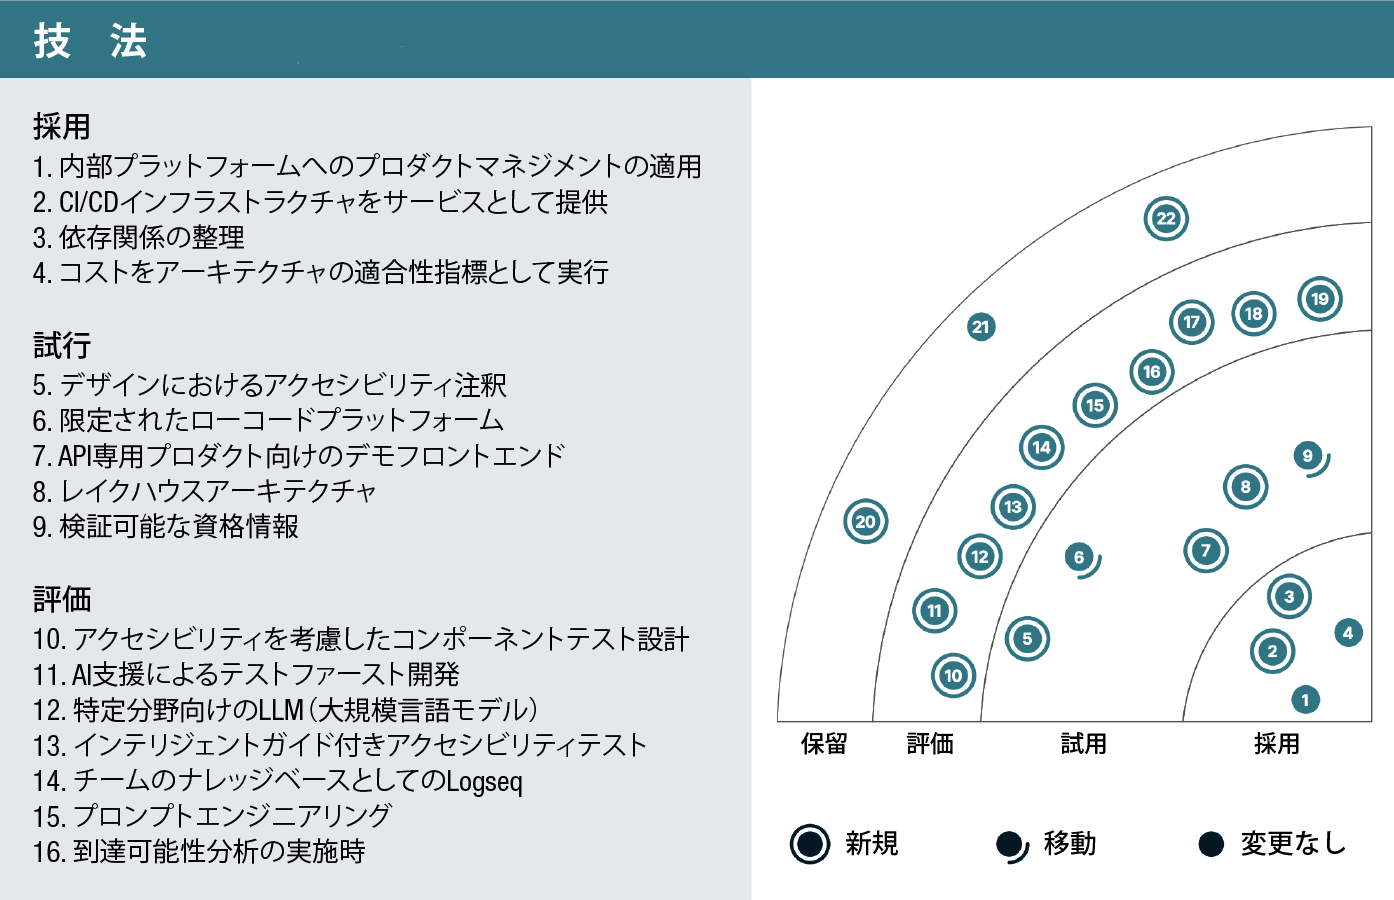 技 法
採用
1. 内部プラットフォームへのプロダクトマネジメントの適用
2. CI/CDインフラストラクチャをサービスとして提供
3. 依存関係の整理
4. コストをアーキテクチャの適合性指標として実行
試行
5. デザインにおけるアクセシビリティ注釈
6. 限定されたローコードプラットフォーム
7. API専用プロダクト向けのデモフロントエンド
8. レイクハウスアーキテクチャ
9. 検証可能な資格情報
評価
10. アクセシビリティを考慮したコンポーネントテスト設計
11. AI支援によるテストファースト開発
12. 特定分野向けのLLM（大規模言語モデル）
13. インテリジェントガイド付きアクセシビリティテスト
14. チームのナレッジベースとしてのLogseq
15. プロンプトエンジニアリング
16. 到達可能性分析の実施時
22
19
18
17
21
16
15
14
9
8
13
20
7
12
6
3
11
4
5
2
10
1
保留 評価 試用 採用
新規 移動 変更なし